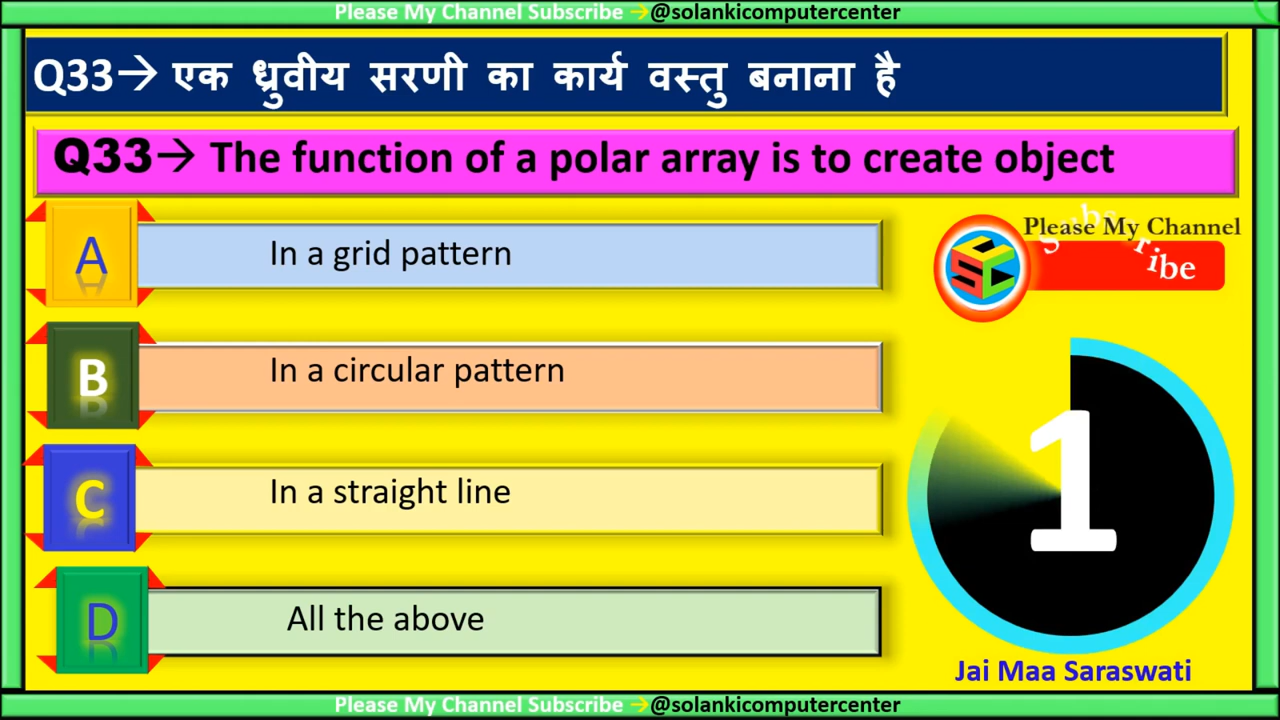 Please My Channel Subscribe →@solankicomputercenter
Q33→ एक ध्रुवीय सरणी का कार्य वस्तु बनाना है
Q33→ The function of a polar array is to create object
A In a grid pattern
B In a circular pattern
C In a straight line
D All the above
Please My Channel
Subscribe
SCC
1
Jai Maa Saraswati
Please My Channel Subscribe →@solankicomputercenter